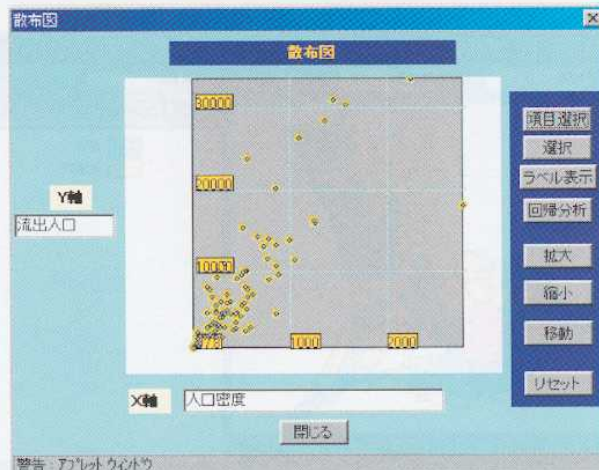 散布図
散布図
30000
20000
10000
1000
2000
Y軸
流出人口
X軸
人口密度
項目選択
選択
ラベル表示
回帰分析
拡大
縮小
移動
リセット
閉じる
警告 : アプレット ウィンドウ